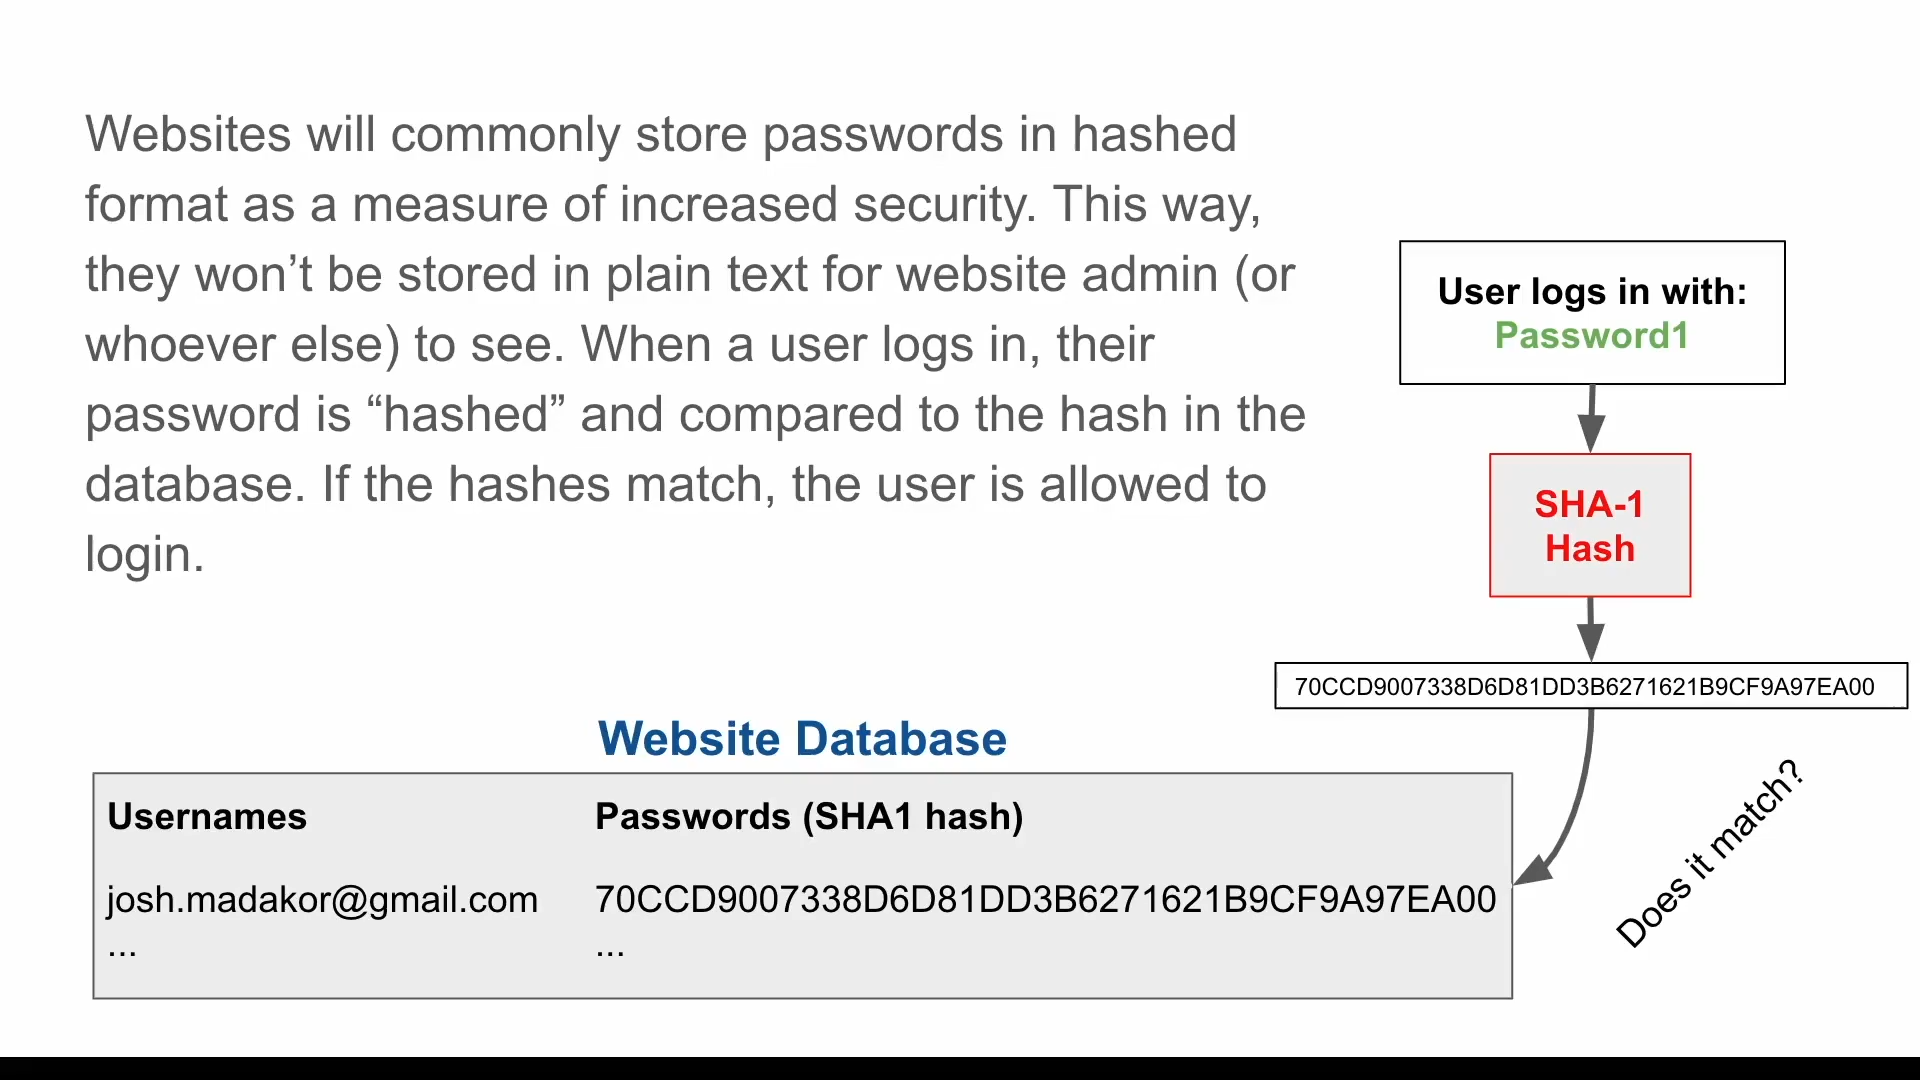 Websites will commonly store passwords in hashed
format as a measure of increased security. This way,
they won’t be stored in plain text for website admin (or
whoever else) to see. When a user logs in, their
password is “hashed” and compared to the hash in the
database. If the hashes match, the user is allowed to
login.
User logs in with:
Password1
SHA-1
Hash
70CCD9007338D6D81DD3B6271621B9CF9A97EA00
Does it match?
Website Database
Usernames Passwords (SHA1 hash)
josh.madakor@gmail.com 70CCD9007338D6D81DD3B6271621B9CF9A97EA00
... ...